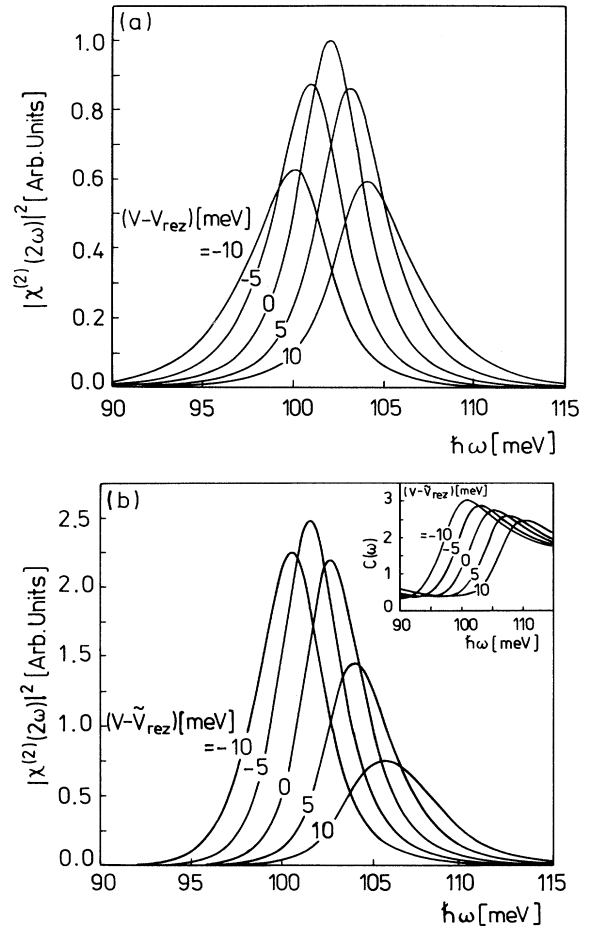 (a)
1.0
0.8
0.6
0.4
0.2
0.0
|χ⁽²⁾(2ω)|² [Arb. Units]
(V−V_rez)[meV]
=−10
−5
0
5
10
90 95 100 105 110 115
ħω [meV]
(b)
2.5
2.0
1.5
1.0
0.5
0.0
|χ⁽²⁾(2ω)|² [Arb. Units]
(V−Ṽ_rez)[meV]
=−10
−5
0
5
10
90 95 100 105 110 115
ħω [meV]
(V−Ṽ_rez)[meV]
3
2
1
0
C(ω)
=−10
−5
0
5
10
90 100 110
ħω [meV]